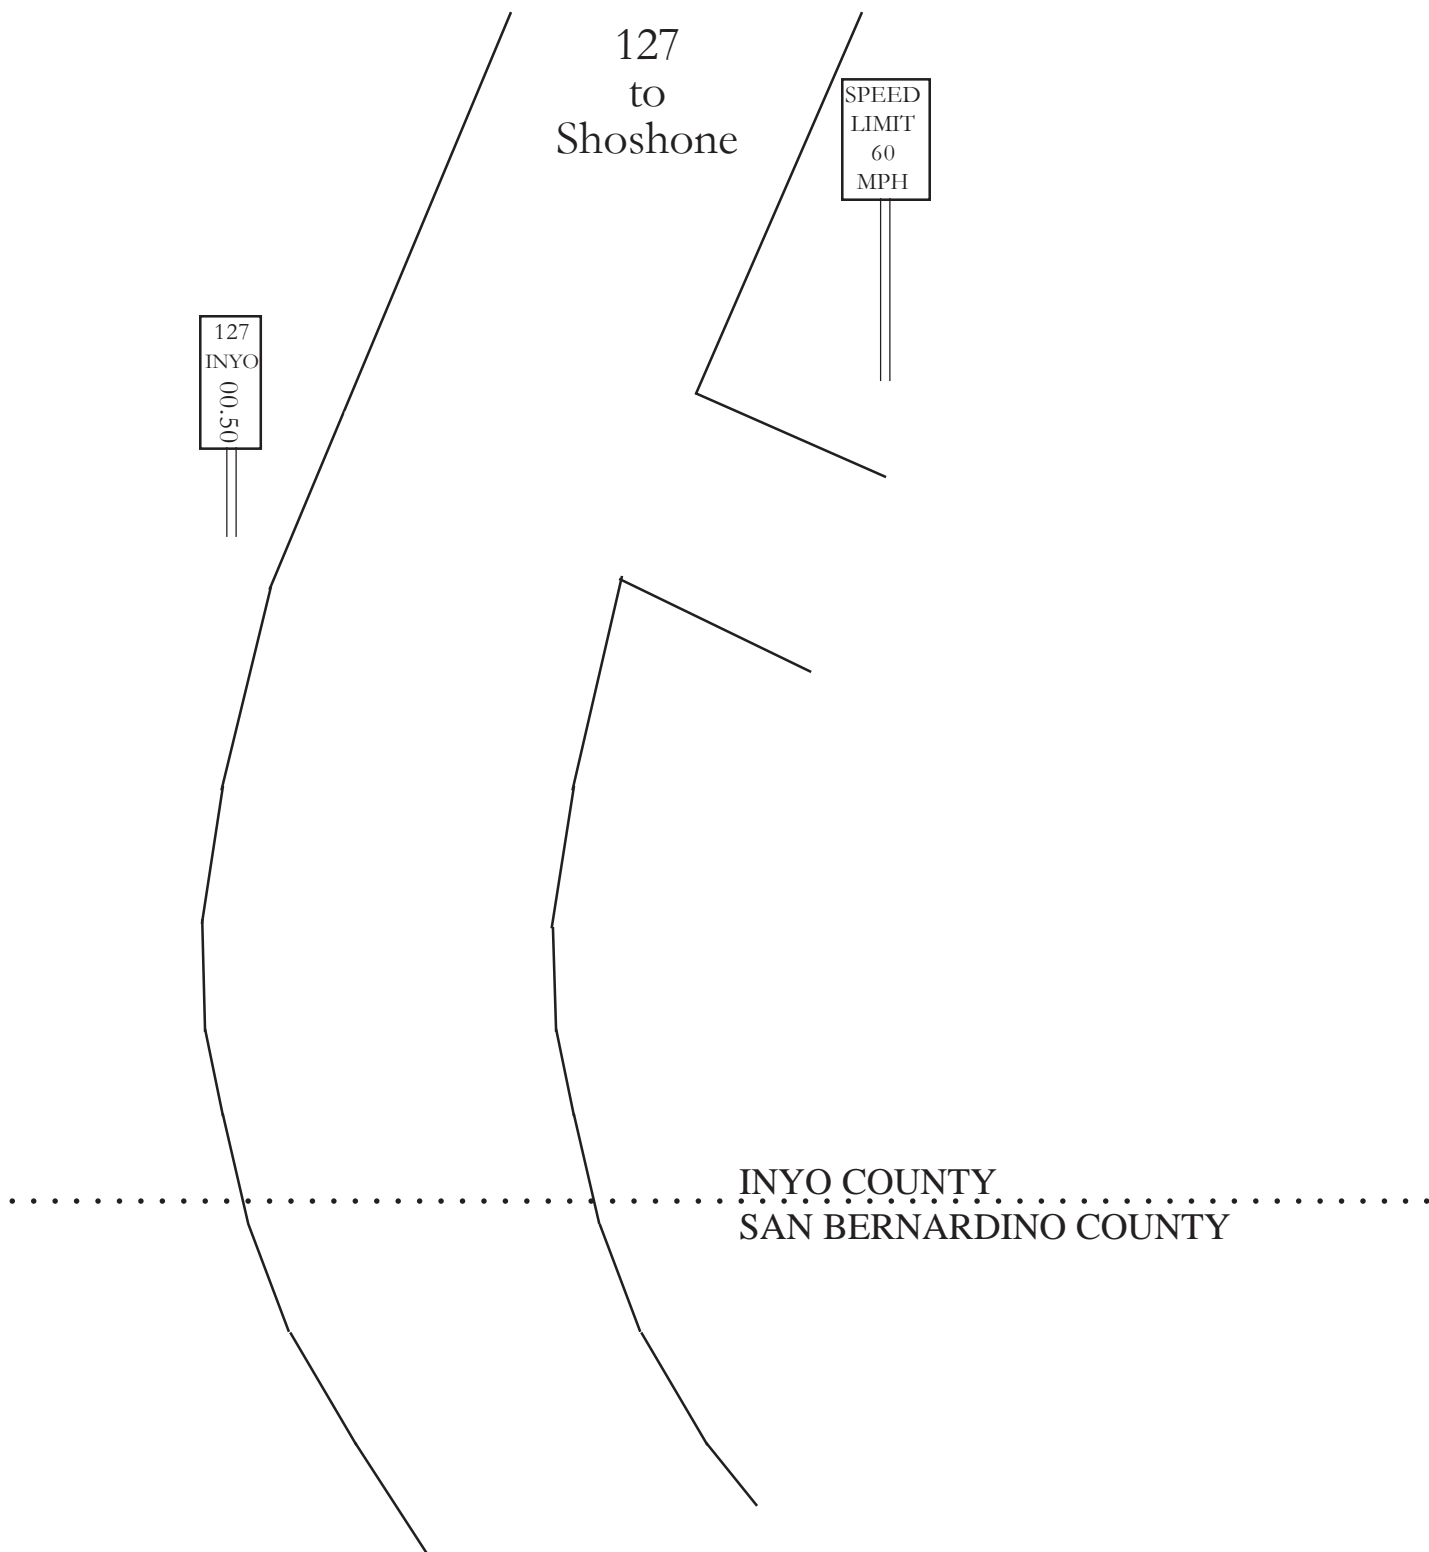 127
to
Shoshone
SPEED
LIMIT
60
MPH
127
INYO
00.50
INYO COUNTY
SAN BERNARDINO COUNTY